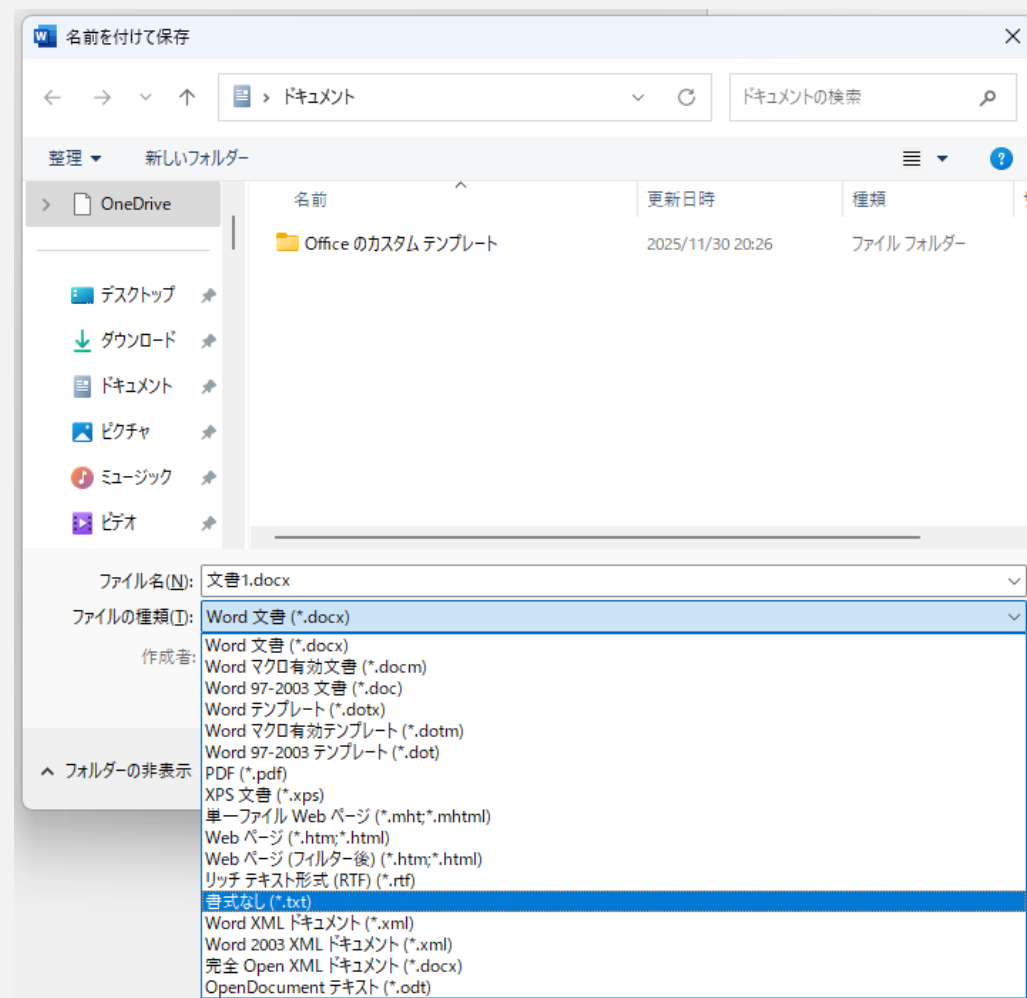 名前を付けて保存
ドキュメント
ドキュメントの検索
整理
新しいフォルダー
OneDrive
名前
更新日時
種類
Office のカスタム テンプレート
2025/11/30 20:26
ファイル フォルダー
デスクトップ
ダウンロード
ドキュメント
ピクチャ
ミュージック
ビデオ
ファイル名(N): 文書1.docx
ファイルの種類(T): Word 文書 (*.docx)
作成者:
Word 文書 (*.docx)
Word マクロ有効文書 (*.docm)
Word 97-2003 文書 (*.doc)
Word テンプレート (*.dotx)
Word マクロ有効テンプレート (*.dotm)
Word 97-2003 テンプレート (*.dot)
PDF (*.pdf)
XPS 文書 (*.xps)
単一ファイル Web ページ (*.mht;*.mhtml)
Web ページ (*.htm;*.html)
Web ページ (フィルター後) (*.htm;*.html)
リッチ テキスト形式 (RTF) (*.rtf)
書式なし (*.txt)
Word XML ドキュメント (*.xml)
Word 2003 XML ドキュメント (*.xml)
完全 Open XML ドキュメント (*.docx)
OpenDocument テキスト (*.odt)
フォルダーの非表示